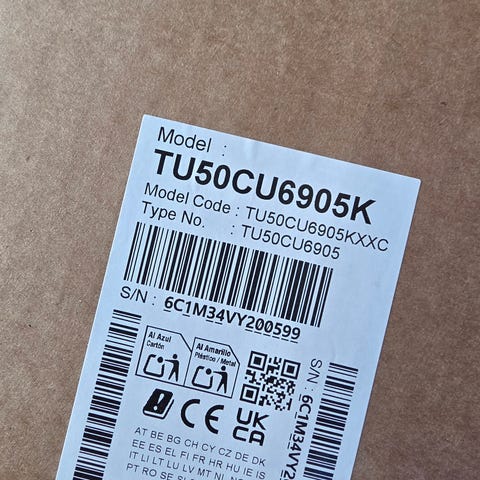 Model :
TU50CU6905K
Model Code : TU50CU6905KXXC
Type No. : TU50CU6905
S/N : 6C1M34VY200599
Al Azul
Cartón
Al Amarillo
Plástico / Metal
CE
UK
CA
AT BE BG CH CY CZ DE DK
EE ES EL FI FR HR HU IE IS
IT LI LT LU LV MT NL
PT RO SE
S/N : 6C1M34VY2